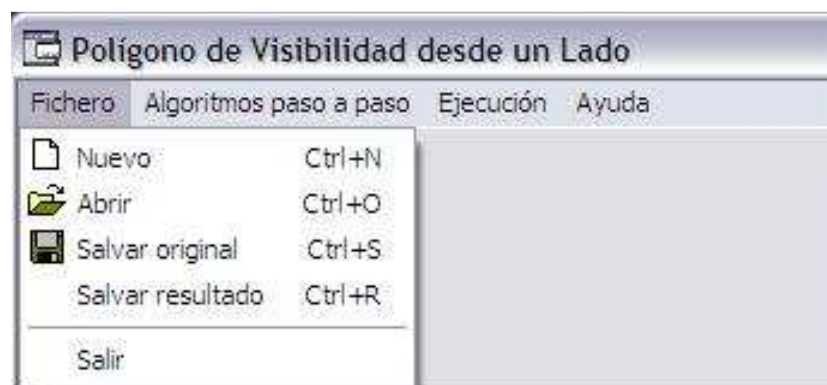 Polígono de Visibilidad desde un Lado
Fichero Algoritmos paso a paso Ejecución Ayuda
Nuevo Ctrl+N
Abrir Ctrl+O
Salvar original Ctrl+S
Salvar resultado Ctrl+R
Salir